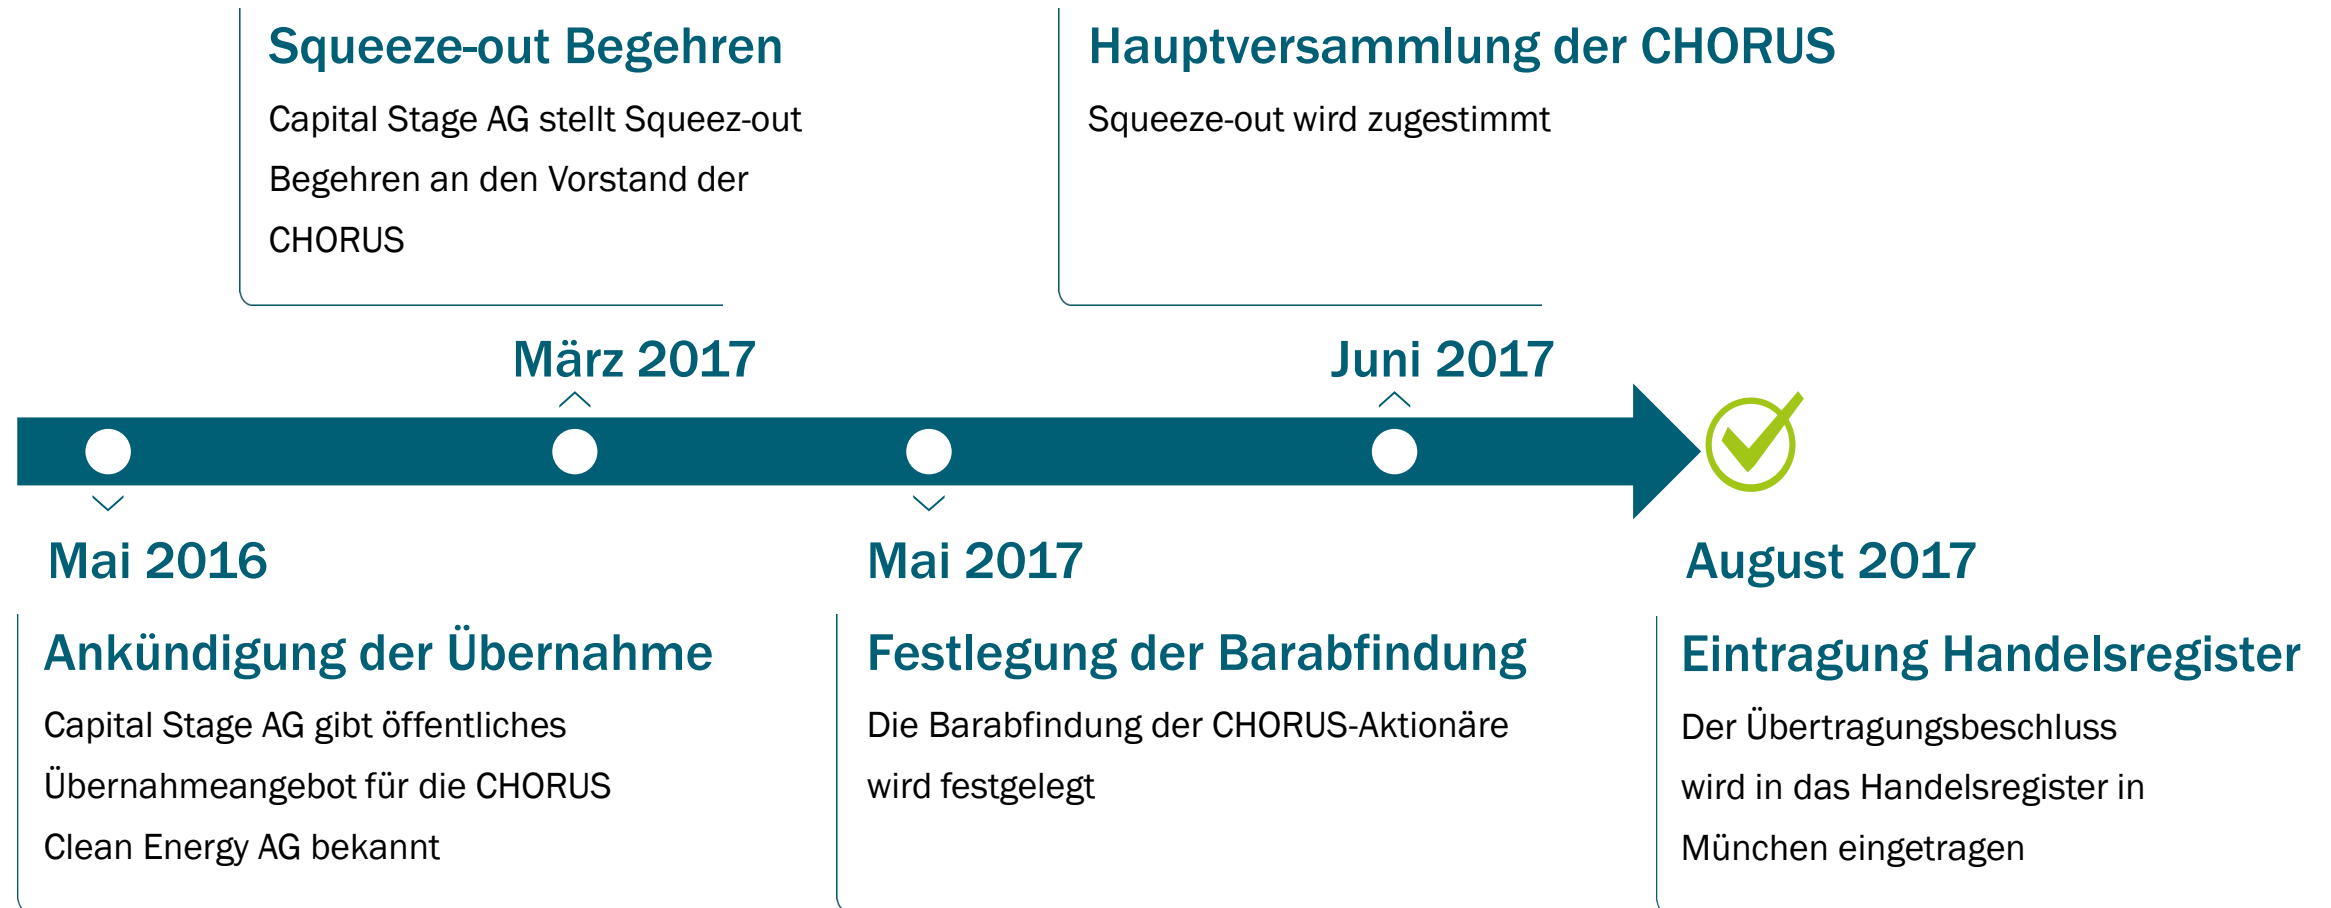 Squeeze-out Begehren
Capital Stage AG stellt Squeez-out
Begehren an den Vorstand der
CHORUS
Hauptversammlung der CHORUS
Squeeze-out wird zugestimmt
März 2017
Juni 2017
Mai 2016
Ankündigung der Übernahme
Capital Stage AG gibt öffentliches
Übernahmeangebot für die CHORUS
Clean Energy AG bekannt
Mai 2017
Festlegung der Barabfindung
Die Barabfindung der CHORUS-Aktionäre
wird festgelegt
August 2017
Eintragung Handelsregister
Der Übertragungsbeschluss
wird in das Handelsregister in
München eingetragen